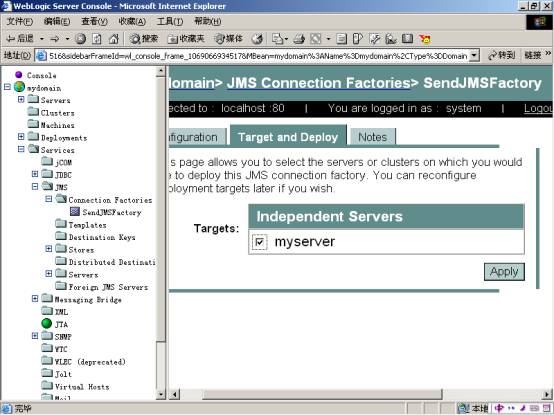 WebLogic Server Console - Microsoft Internet Explorer
文件(F) 编辑(E) 查看(V) 收藏(A) 工具(T) 帮助(H)
后退 搜索 收藏夹 历史
地址(D) 516&sidebarFrameId=wl_console_frame_1069066934517&MBean=mydomain%3AName%3Dmydomain%2CType%3DDomain 转到 链接 »
Console
mydomain
Servers
Clusters
Machines
Deployments
Services
jCOM
JDBC
JMS
Connection Factories
SendJMSFactory
Templates
Destination Keys
Stores
Distributed Destinati
Servers
Foreign JMS Servers
Messaging Bridge
XML
JTA
SNMP
WTC
WLEC (deprecated)
Jolt
Virtual Hosts
Mail
omain> JMS Connection Factories> SendJMSFactory
ected to : localhost :80 | You are logged in as : system | Logou
figuration Target and Deploy Notes
s page allows you to select the servers or clusters on which you would
e to deploy this JMS connection factory. You can reconfigure
ployment targets later if you wish.
Targets:
Independent Servers
myserver
Apply
完毕 本地 中